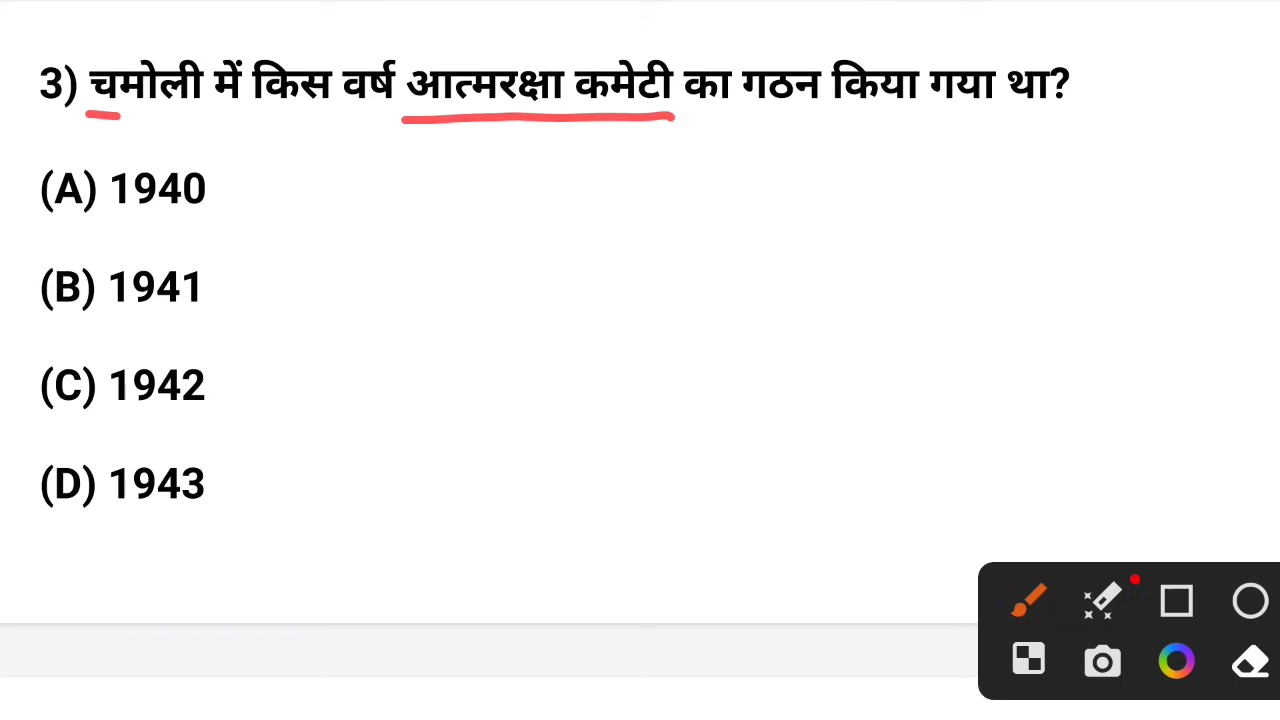 3) चमोली में किस वर्ष आत्मरक्षा कमेटी का गठन किया गया था?
(A) 1940
(B) 1941
(C) 1942
(D) 1943